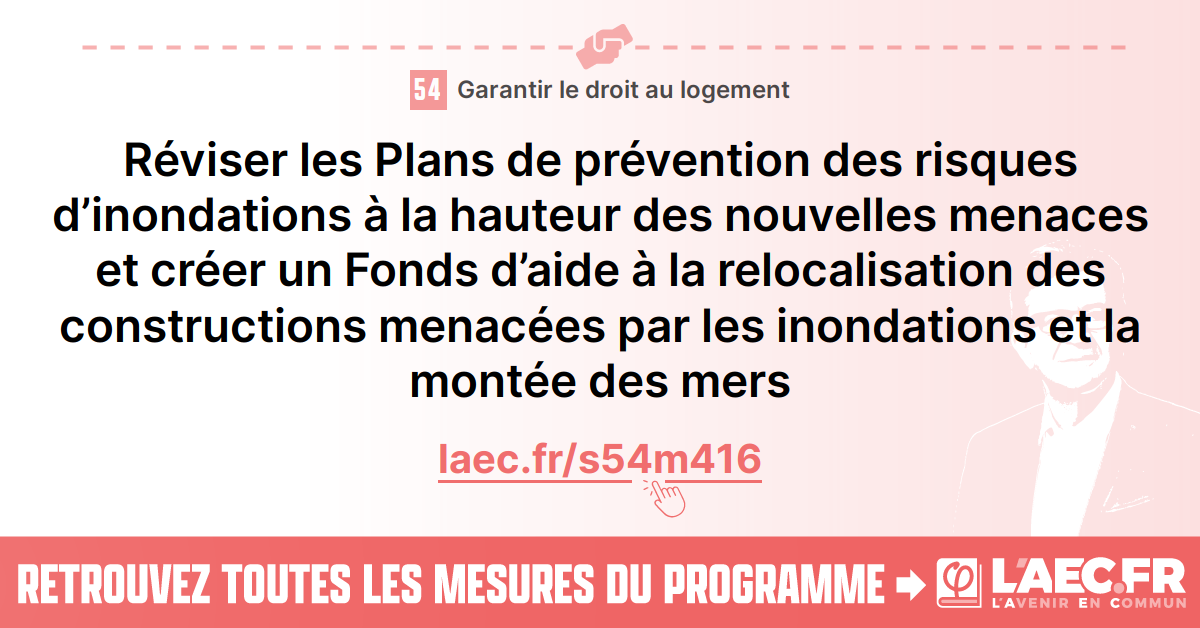 54 Garantir le droit au logement
Réviser les Plans de prévention des risques
d’inondations à la hauteur des nouvelles menaces
et créer un Fonds d’aide à la relocalisation des
constructions menacées par les inondations et la
montée des mers
laec.fr/s54m416
RETROUVEZ TOUTES LES MESURES DU PROGRAMME
L'AEC.FR
L'AVENIR EN COMMUN